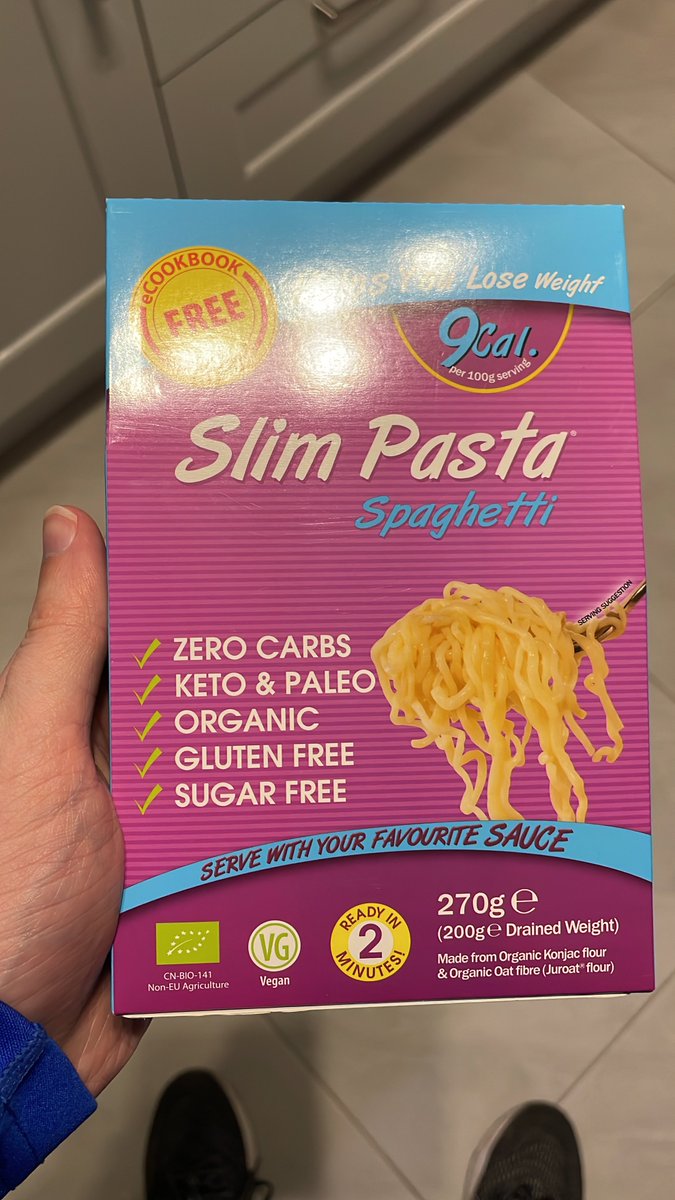 eCOOKBOOK
FREE
You Lose Weight
9Cal.
per 100g serving
Slim Pasta®
Spaghetti
SERVING SUGGESTION
ZERO CARBS
KETO & PALEO
ORGANIC
GLUTEN FREE
SUGAR FREE
SERVE WITH YOUR FAVOURITE SAUCE
CN-BIO-141
Non-EU Agriculture
VG
Vegan
READY IN
2
MINUTES!
270g ℮
(200g ℮ Drained Weight)
Made from Organic Konjac flour
& Organic Oat fibre (Juroat® flour)